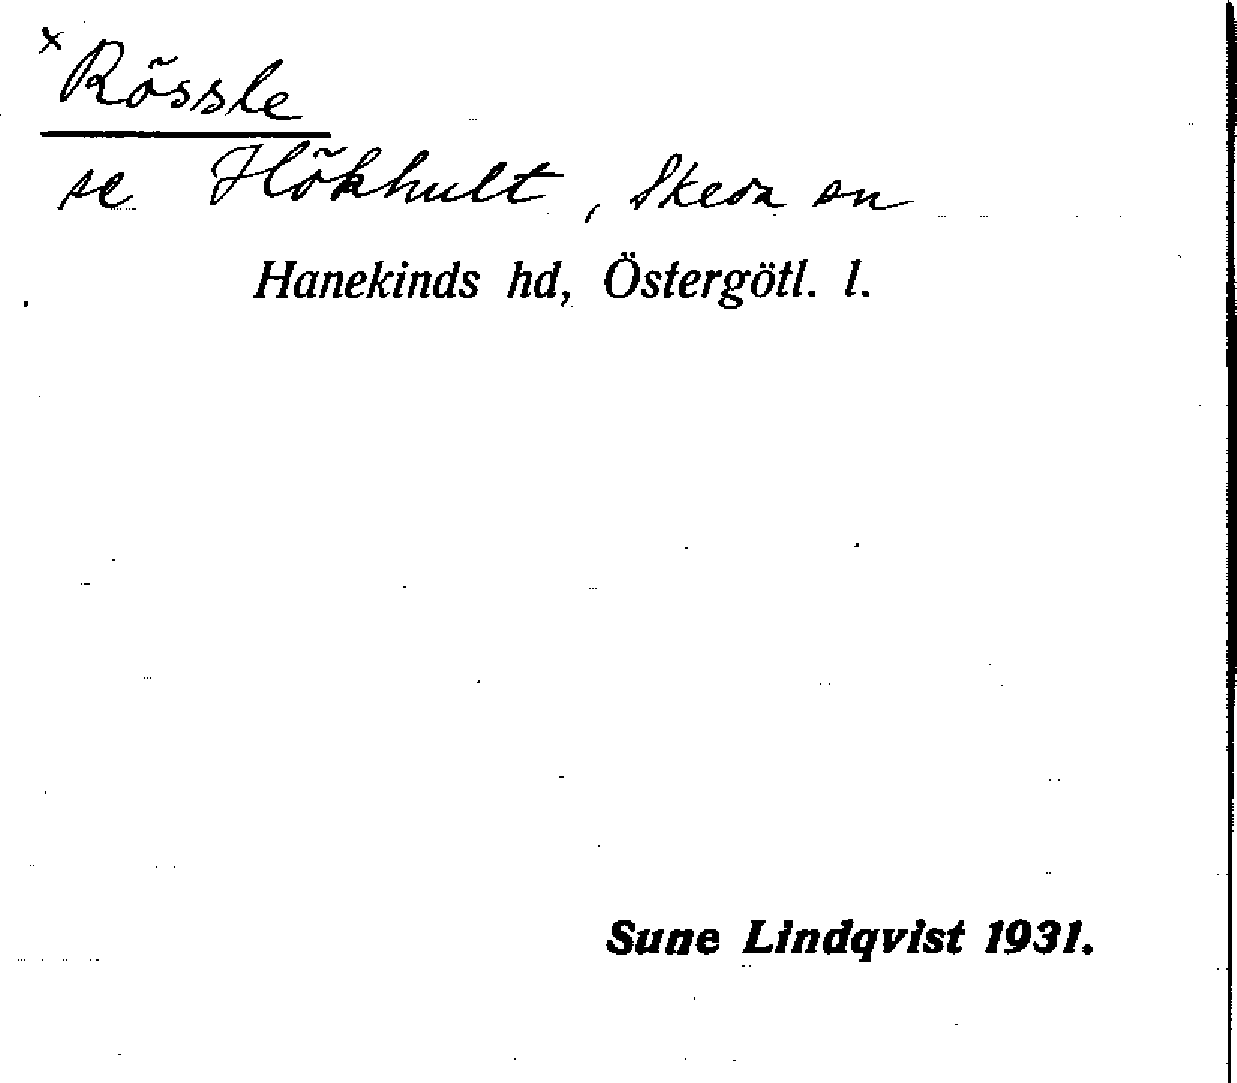 x Rössle
se Hökhult, Skeda sn
Hanekinds hd, Östergötl. l.
Sune Lindqvist 1931.